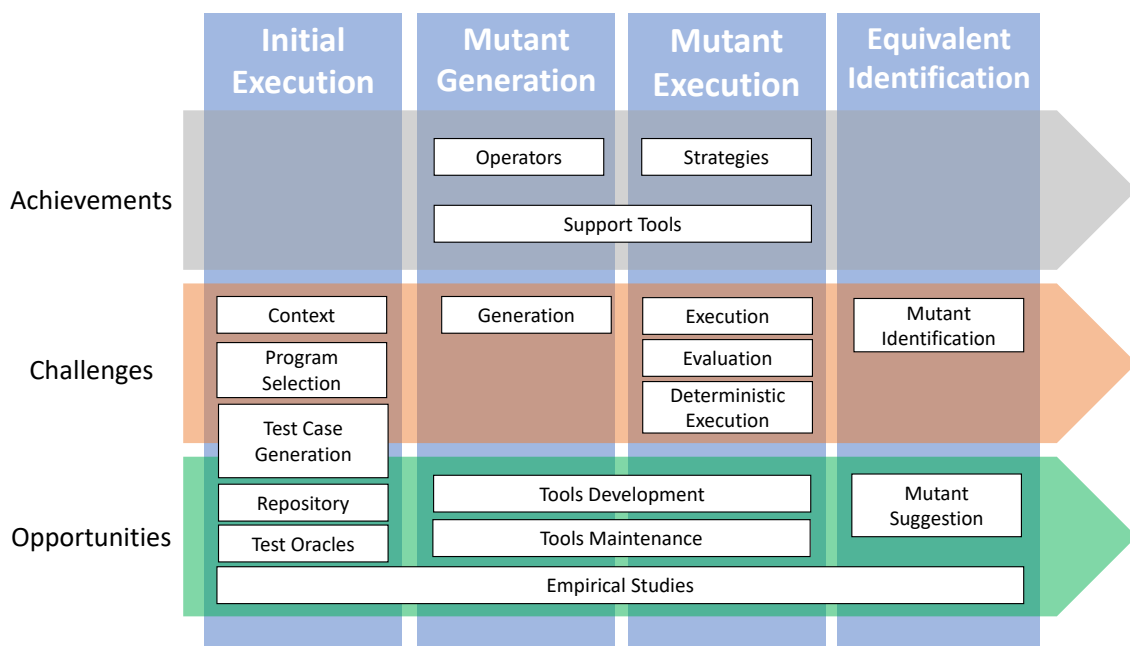 Initial
Execution
Mutant
Generation
Mutant
Execution
Equivalent
Identification
Achievements
Operators
Strategies
Support Tools
Challenges
Context
Generation
Execution
Mutant
Identification
Program
Selection
Evaluation
Deterministic
Execution
Test Case
Generation
Opportunities
Repository
Tools Development
Mutant
Suggestion
Test Oracles
Tools Maintenance
Empirical Studies